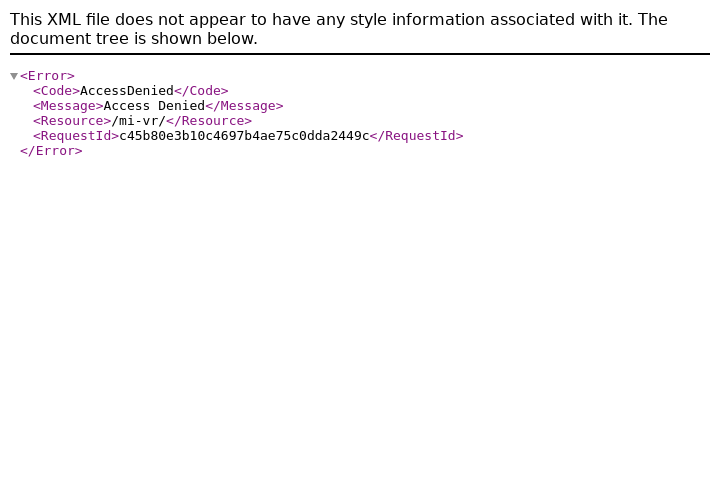 This XML file does not appear to have any style information associated with it. The
document tree is shown below.
<Error>
<Code>AccessDenied</Code>
<Message>Access Denied</Message>
<Resource>/mi-vr/</Resource>
<RequestId>c45b80e3b10c4697b4ae75c0dda2449c</RequestId>
</Error>